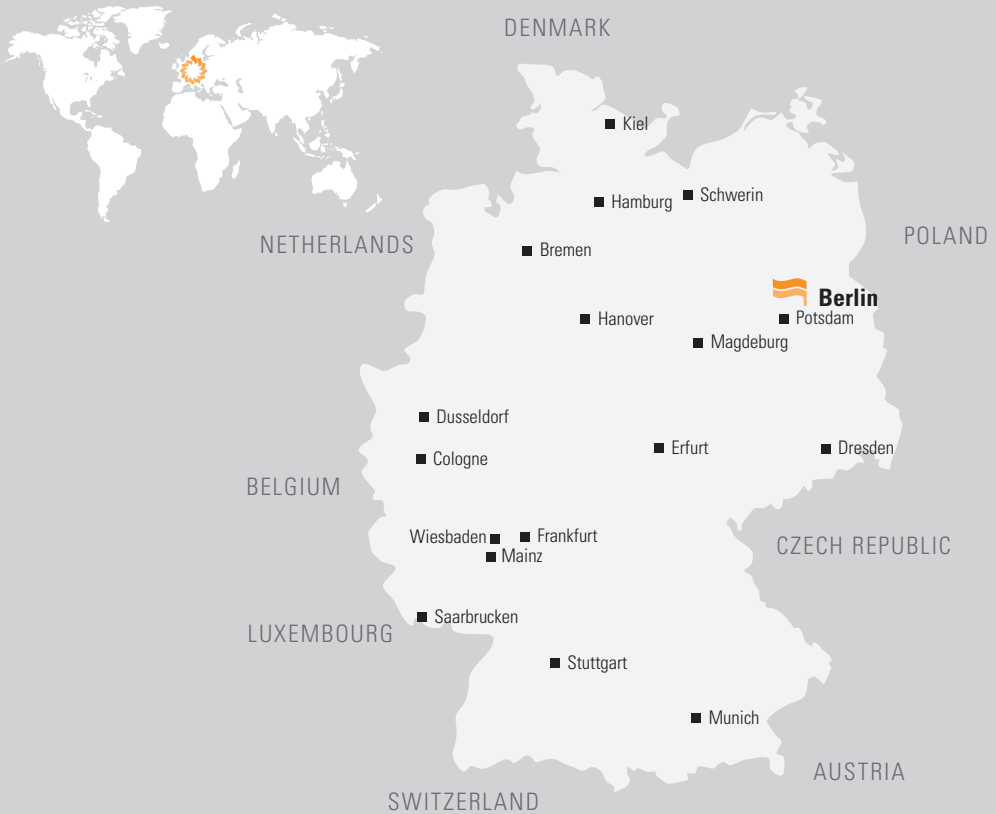 DENMARK
Kiel
Hamburg
Schwerin
NETHERLANDS
POLAND
Bremen
Berlin
Hanover
Potsdam
Magdeburg
Dusseldorf
Erfurt
Dresden
Cologne
BELGIUM
Wiesbaden
Frankfurt
CZECH REPUBLIC
Mainz
Saarbrucken
LUXEMBOURG
Stuttgart
Munich
AUSTRIA
SWITZERLAND